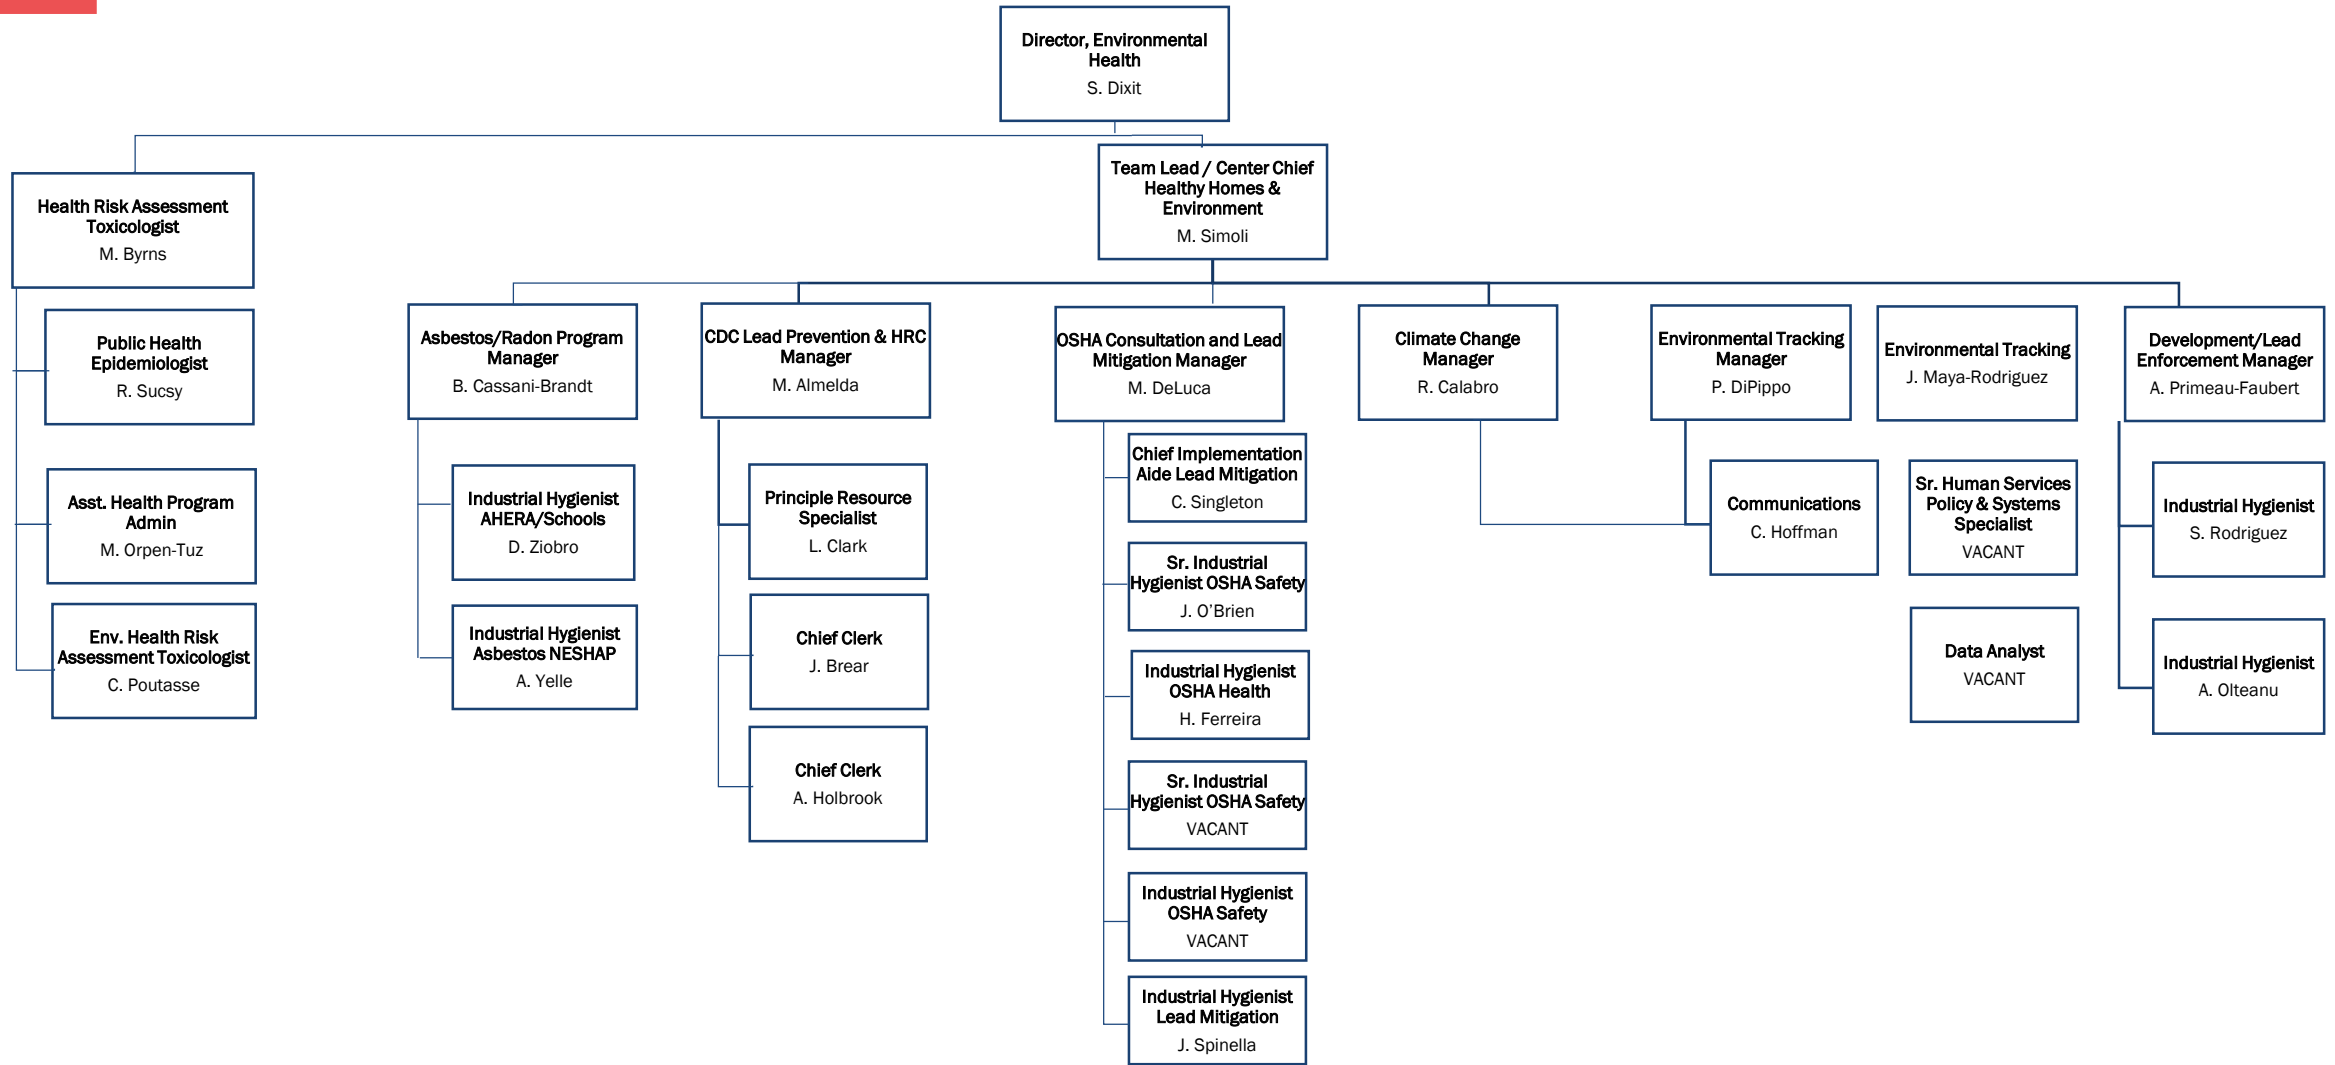 Director, Environmental
Health
S. Dixit
Team Lead / Center Chief
Healthy Homes &
Environment
M. Simoli
Health Risk Assessment
Toxicologist
M. Byrns
Public Health
Epidemiologist
R. Sucsy
Asst. Health Program
Admin
M. Orpen-Tuz
Env. Health Risk
Assessment Toxicologist
C. Poutasse
Asbestos/Radon Program
Manager
B. Cassani-Brandt
Industrial Hygienist
AHERA/Schools
D. Ziobro
Industrial Hygienist
Asbestos NESHAP
A. Yelle
CDC Lead Prevention & HRC
Manager
M. Almelda
Principle Resource
Specialist
L. Clark
Chief Clerk
J. Brear
Chief Clerk
A. Holbrook
OSHA Consultation and Lead
Mitigation Manager
M. DeLuca
Chief Implementation
Aide Lead Mitigation
C. Singleton
Sr. Industrial
Hygienist OSHA Safety
J. O’Brien
Industrial Hygienist
OSHA Health
H. Ferreira
Sr. Industrial
Hygienist OSHA Safety
VACANT
Industrial Hygienist
OSHA Safety
VACANT
Industrial Hygienist
Lead Mitigation
J. Spinella
Climate Change
Manager
R. Calabro
Environmental Tracking
Manager
P. DiPippo
Communications
C. Hoffman
Environmental Tracking
J. Maya-Rodriguez
Sr. Human Services
Policy & Systems
Specialist
VACANT
Data Analyst
VACANT
Development/Lead
Enforcement Manager
A. Primeau-Faubert
Industrial Hygienist
S. Rodriguez
Industrial Hygienist
A. Olteanu